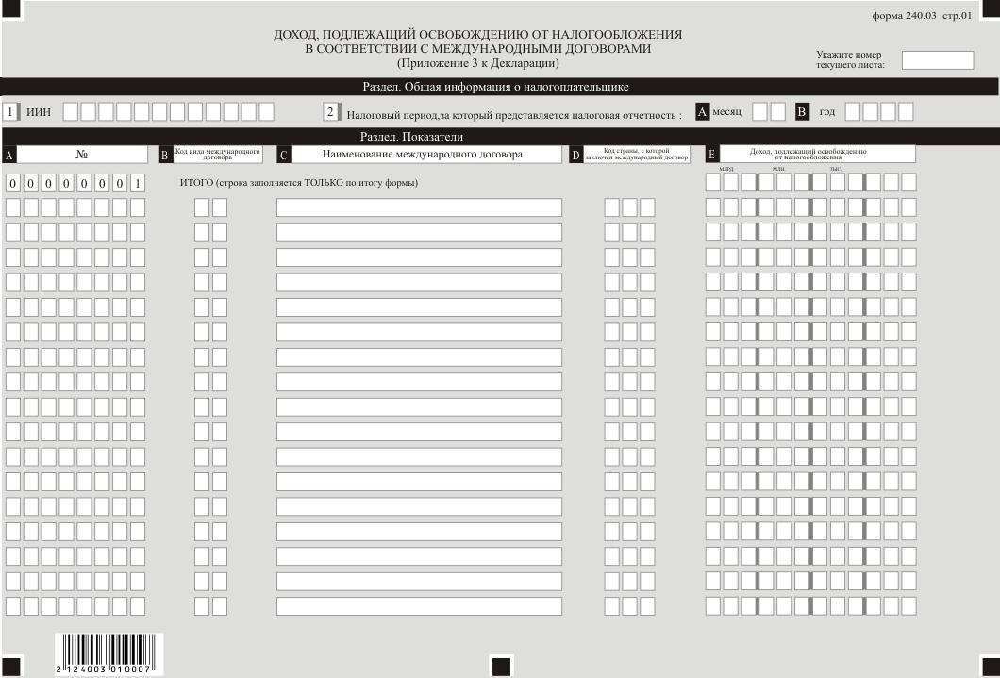 форма 240.03 стр.01
ДОХОД, ПОДЛЕЖАЩИЙ ОСВОБОЖДЕНИЮ ОТ НАЛОГООБЛОЖЕНИЯ
В СООТВЕТСТВИИ С МЕЖДУНАРОДНЫМИ ДОГОВОРАМИ
(Приложение 3 к Декларации)
Укажите номер
текущего листа:
Раздел. Общая информация о налогоплательщике
1 ИИН 2 Налоговый период,за который представляется налоговая отчетность : A месяц B год
Раздел. Показатели
A №
B Код вида международного
договора
C Наименование международного договора
D Код страны, с которой
заключен международный договор
E Доход, подлежащий освобождению
от налогообложения
млрд. млн. тыс.
0 0 0 0 0 0 0 1 ИТОГО (строка заполняется ТОЛЬКО по итогу формы)
2 124003 010007